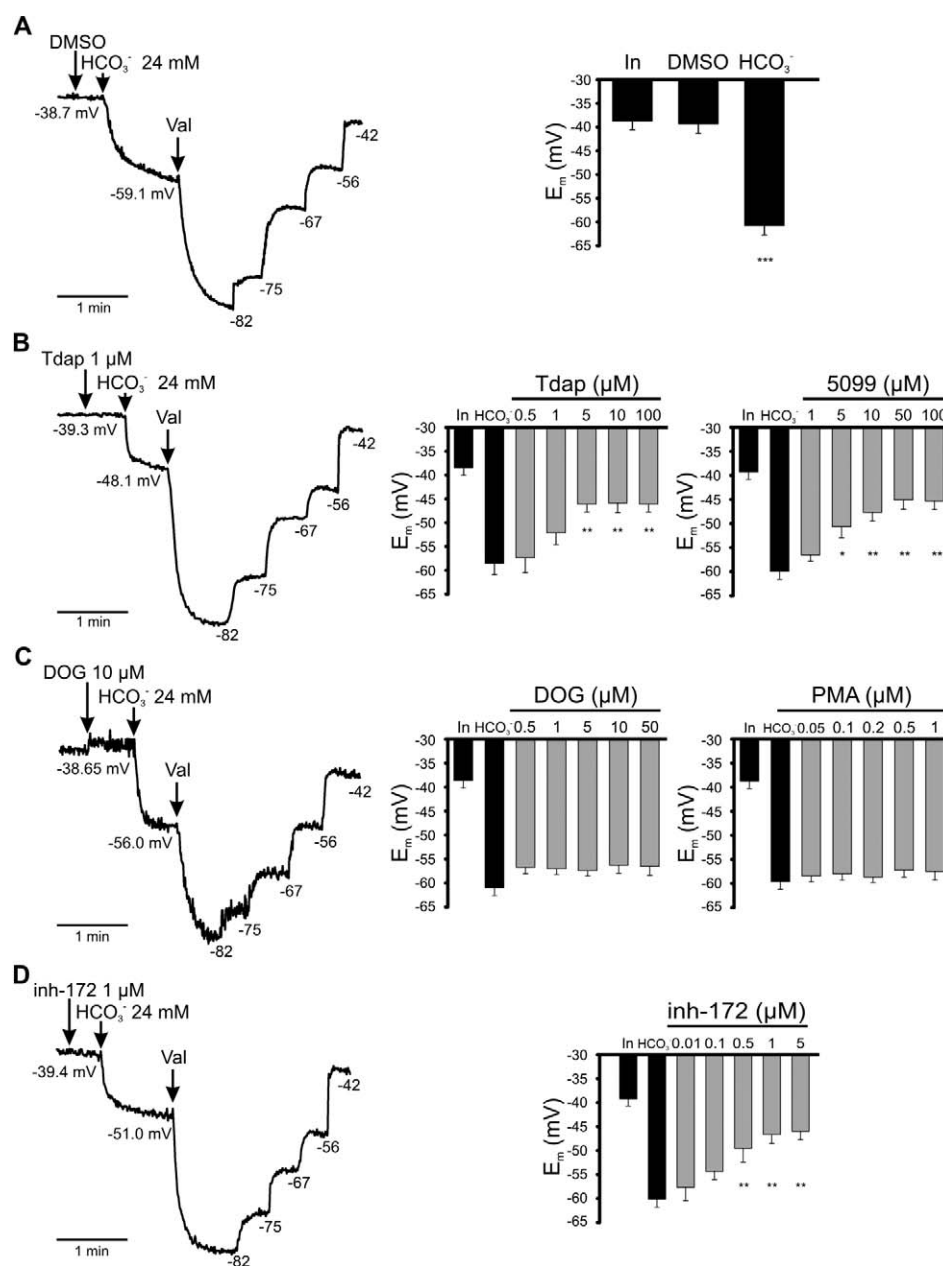 A
DMSO
HCO₃⁻ 24 mM
-38.7 mV
Val
-59.1 mV
-82
-75
-67
-56
-42
1 min
In DMSO HCO₃⁻
-30
-35
-40
-45
-50
-55
-60
-65
Eₘ (mV)
***
B
Tdap 1 µM
HCO₃⁻ 24 mM
-39.3 mV
Val
-48.1 mV
-82
-75
-67
-56
-42
1 min
Tdap (µM)
In HCO₃⁻ 0.5 1 5 10 100
-30
-35
-40
-45
-50
-55
-60
-65
Eₘ (mV)
** ** **
5099 (µM)
In HCO₃⁻ 1 5 10 50 100
-30
-35
-40
-45
-50
-55
-60
-65
Eₘ (mV)
* ** ** **
C
DOG 10 µM
HCO₃⁻ 24 mM
-38.65 mV
Val
-56.0 mV
-82
-75
-67
-56
-42
1 min
DOG (µM)
In HCO₃⁻ 0.5 1 5 10 50
-30
-35
-40
-45
-50
-55
-60
-65
Eₘ (mV)
PMA (µM)
In HCO₃⁻ 0.05 0.1 0.2 0.5 1
-30
-35
-40
-45
-50
-55
-60
-65
Eₘ (mV)
D
inh-172 1 µM
HCO₃⁻ 24 mM
-39.4 mV
Val
-51.0 mV
-82
-75
-67
-56
-42
1 min
inh-172 (µM)
In HCO₃⁻ 0.01 0.1 0.5 1 5
-30
-35
-40
-45
-50
-55
-60
-65
Eₘ (mV)
** ** **